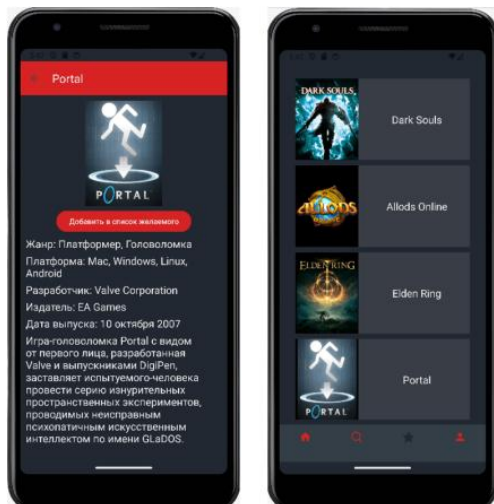 Portal
PORTAL
Добавить в список желаемого
Жанр: Платформер, Головоломка
Платформа: Mac, Windows, Linux,
Android
Разработчик: Valve Corporation
Издатель: EA Games
Дата выпуска: 10 октября 2007
Игра-головоломка Portal с видом
от первого лица, разработанная
Valve и выпускниками DigiPen,
заставляет испытуемого-человека
провести серию изнурительных
пространственных экспериментов,
проводимых неисправным
психопатичным искусственным
интеллектом по имени GLaDOS.
DARK SOULS
Dark Souls
ALLODS
Allods Online
ELDEN RING
Elden Ring
Portal
PORTAL